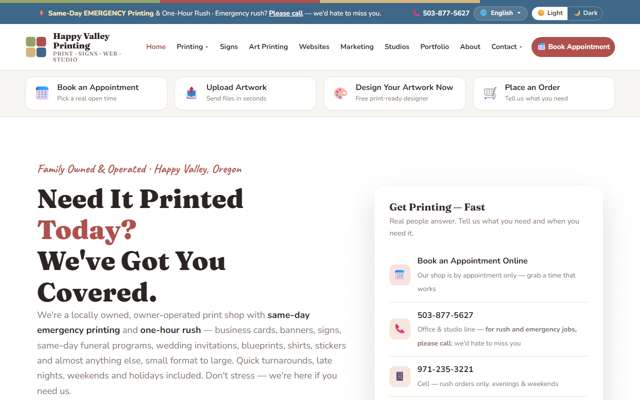 Same-Day EMERGENCY Printing & One-Hour Rush · Emergency rush? Please call — we'd hate to miss you.
503-877-5627
English
Light
Dark
Happy Valley
Printing
PRINT · SIGNS · WEB ·
STUDIO
Home
Printing
Signs
Art Printing
Websites
Marketing
Studios
Portfolio
About
Contact
Book Appointment
Book an Appointment
Pick a real open time
Upload Artwork
Send files in seconds
Design Your Artwork Now
Free print-ready designer
Place an Order
Tell us what you need
Family Owned & Operated · Happy Valley, Oregon
Need It Printed
Today?
We've Got You
Covered.
We're a locally owned, owner-operated print shop with same-day
emergency printing and one-hour rush — business cards, banners, signs,
same-day funeral programs, wedding invitations, blueprints, shirts, stickers
and almost anything else, small format to large. Quick turnarounds, late
nights, weekends and holidays included. Don't stress — we're here if you
need us.
Get Printing — Fast
Real people answer. Tell us what you need and when you
need it.
Book an Appointment Online
Our shop is by appointment only — grab a time that
works
503-877-5627
Office & studio line — for rush and emergency jobs,
please call; we'd hate to miss you
971-235-3221
Cell — rush orders only, evenings & weekends